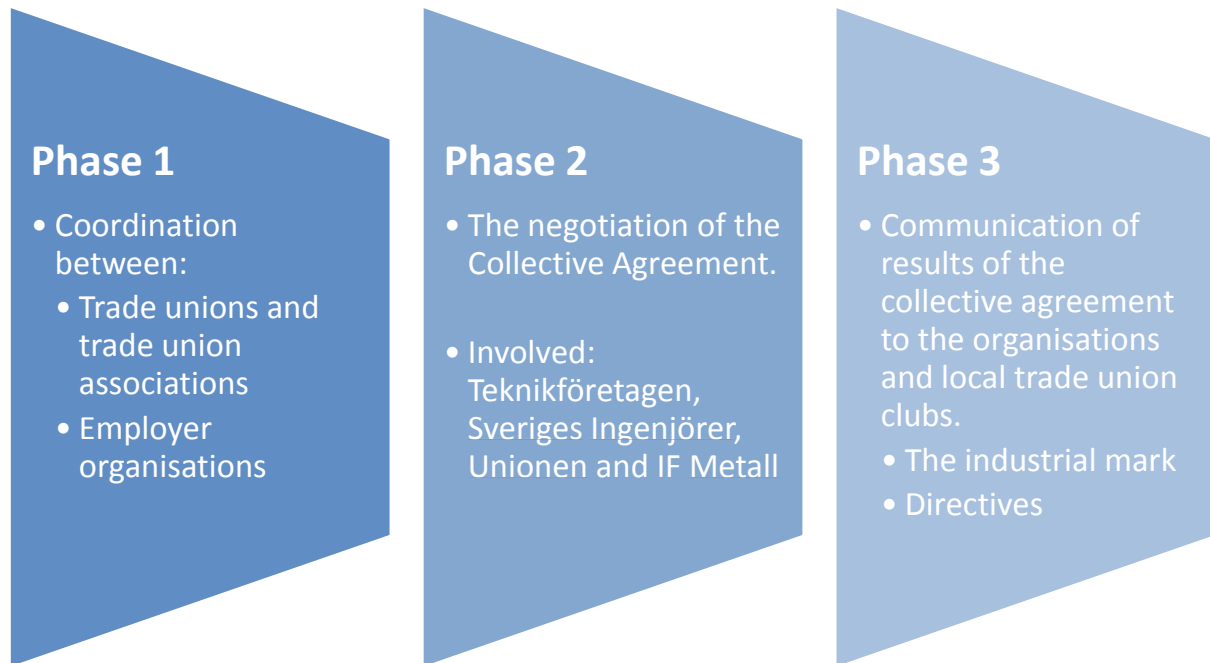 Phase 1
• Coordination
between:
• Trade unions and
trade union
associations
• Employer
organisations
Phase 2
• The negotiation of the
Collective Agreement.
• Involved:
Teknikföretagen,
Sveriges Ingenjörer,
Unionen and IF Metall
Phase 3
• Communication of
results of the
collective agreement
to the organisations
and local trade union
clubs.
• The industrial mark
• Directives